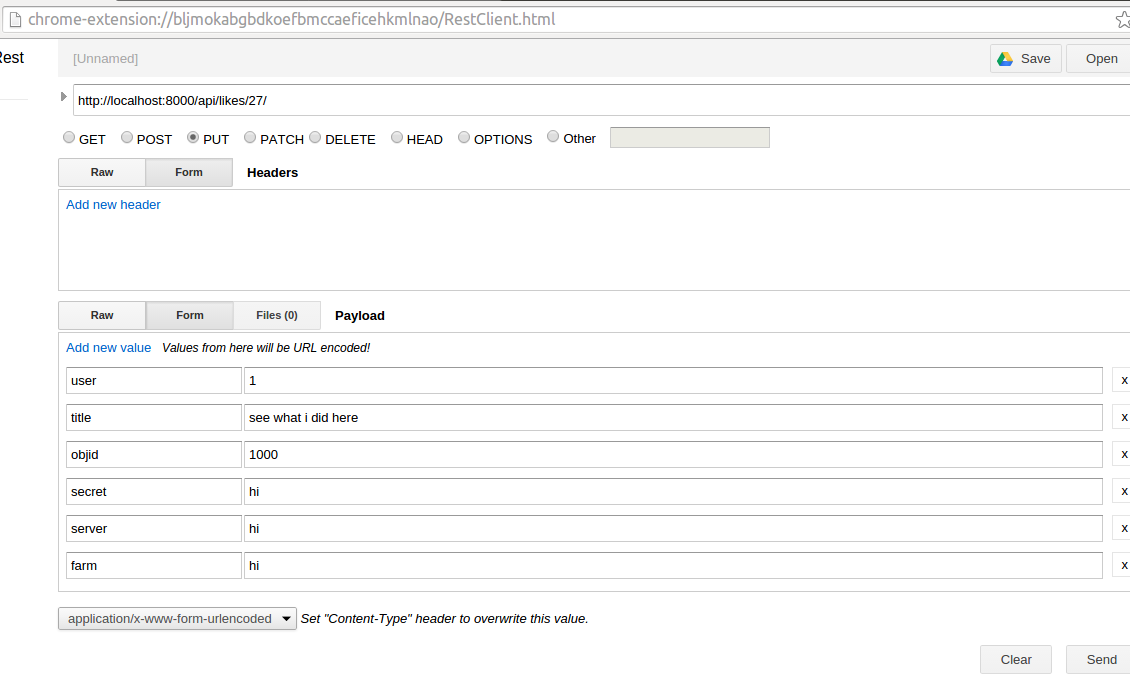 chrome-extension://bljmokabgbdkoefbmccaeficehkmlnao/RestClient.html
Rest
[Unnamed] Save Open
http://localhost:8000/api/likes/27/
GET POST PUT PATCH DELETE HEAD OPTIONS Other
Raw Form Headers
Add new header
Raw Form Files (0) Payload
Add new value Values from here will be URL encoded!
user 1 x
title see what i did here x
objid 1000 x
secret hi x
server hi x
farm hi x
application/x-www-form-urlencoded Set "Content-Type" header to overwrite this value.
Clear Send